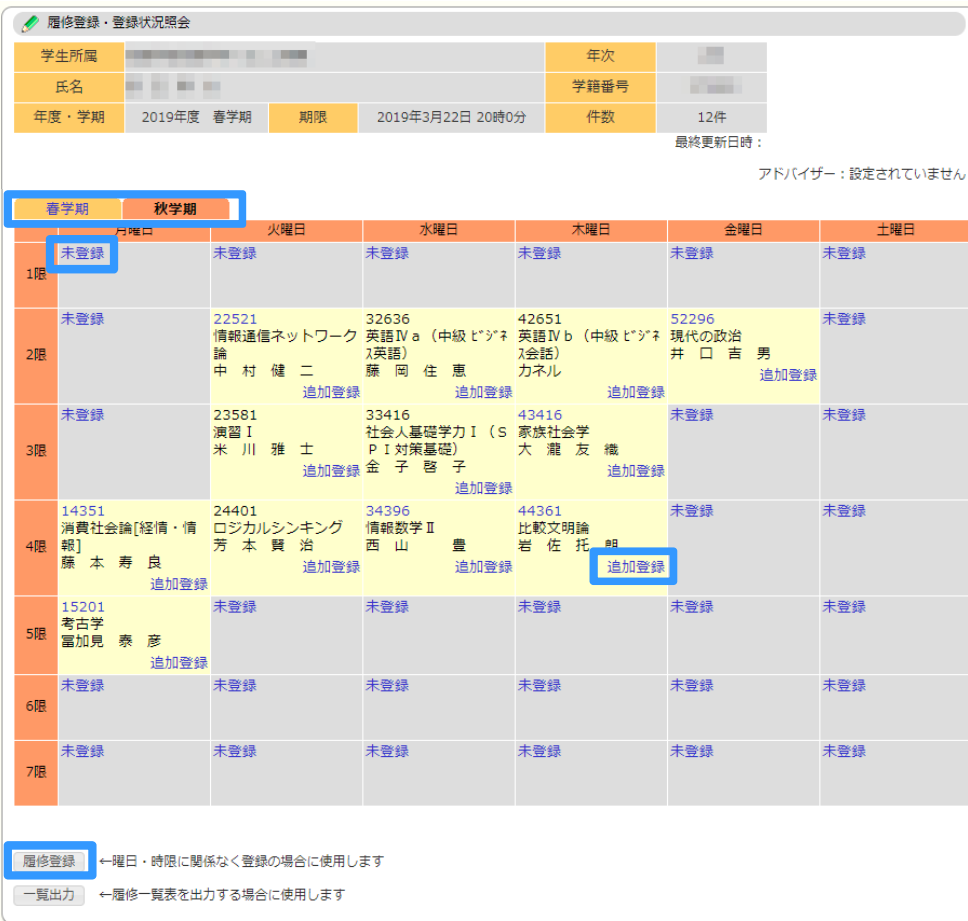 履修登録・登録状況照会
学生所属 年次
氏名 学籍番号
年度・学期 2019年度 春学期 期限 2019年3月22日 20時0分 件数 12件
最終更新日時：
アドバイザー：設定されていません
春学期 秋学期
月曜日 火曜日 水曜日 木曜日 金曜日 土曜日
1限
未登録
未登録
未登録
未登録
未登録
未登録
2限
未登録
22521
情報通信ネットワーク
論
中 村 健 二
追加登録
32636
英語Ⅳａ（中級 ﾋﾞｼﾞﾈ
ｽ英語）
藤 岡 住 恵
追加登録
42651
英語Ⅳｂ（中級 ﾋﾞｼﾞﾈ
ｽ会話）
カネル
追加登録
52296
現代の政治
井 口 吉 男
追加登録
未登録
3限
未登録
23581
演習Ⅰ
米 川 雅 士
追加登録
33416
社会人基礎学力Ⅰ（Ｓ
ＰＩ対策基礎）
金 子 啓 子
追加登録
43416
家族社会学
大 瀧 友 織
追加登録
未登録
未登録
4限
14351
消費社会論[経情・情
報]
藤 本 寿 良
追加登録
24401
ロジカルシンキング
芳 本 賢 治
追加登録
34396
情報数学Ⅱ
西 山 豊
追加登録
44361
比較文明論
岩 佐 托 朗
追加登録
未登録
未登録
5限
15201
考古学
冨加見 泰 彦
追加登録
未登録
未登録
未登録
未登録
未登録
6限
未登録
未登録
未登録
未登録
未登録
未登録
7限
未登録
未登録
未登録
未登録
未登録
未登録
履修登録 ←曜日・時限に関係なく登録の場合に使用します
一覧出力 ←履修一覧表を出力する場合に使用します